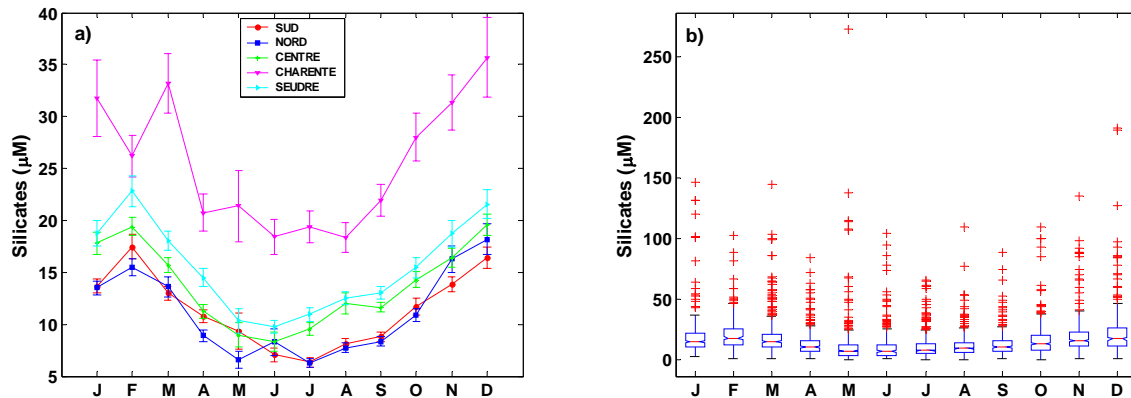 a)
SUD
NORD
CENTRE
CHARENTE
SEUDRE
Silicates (μM)
40
35
30
25
20
15
10
5
J F M A M J J A S O N D
b)
Silicates (μM)
250
200
150
100
50
0
J F M A M J J A S O N D